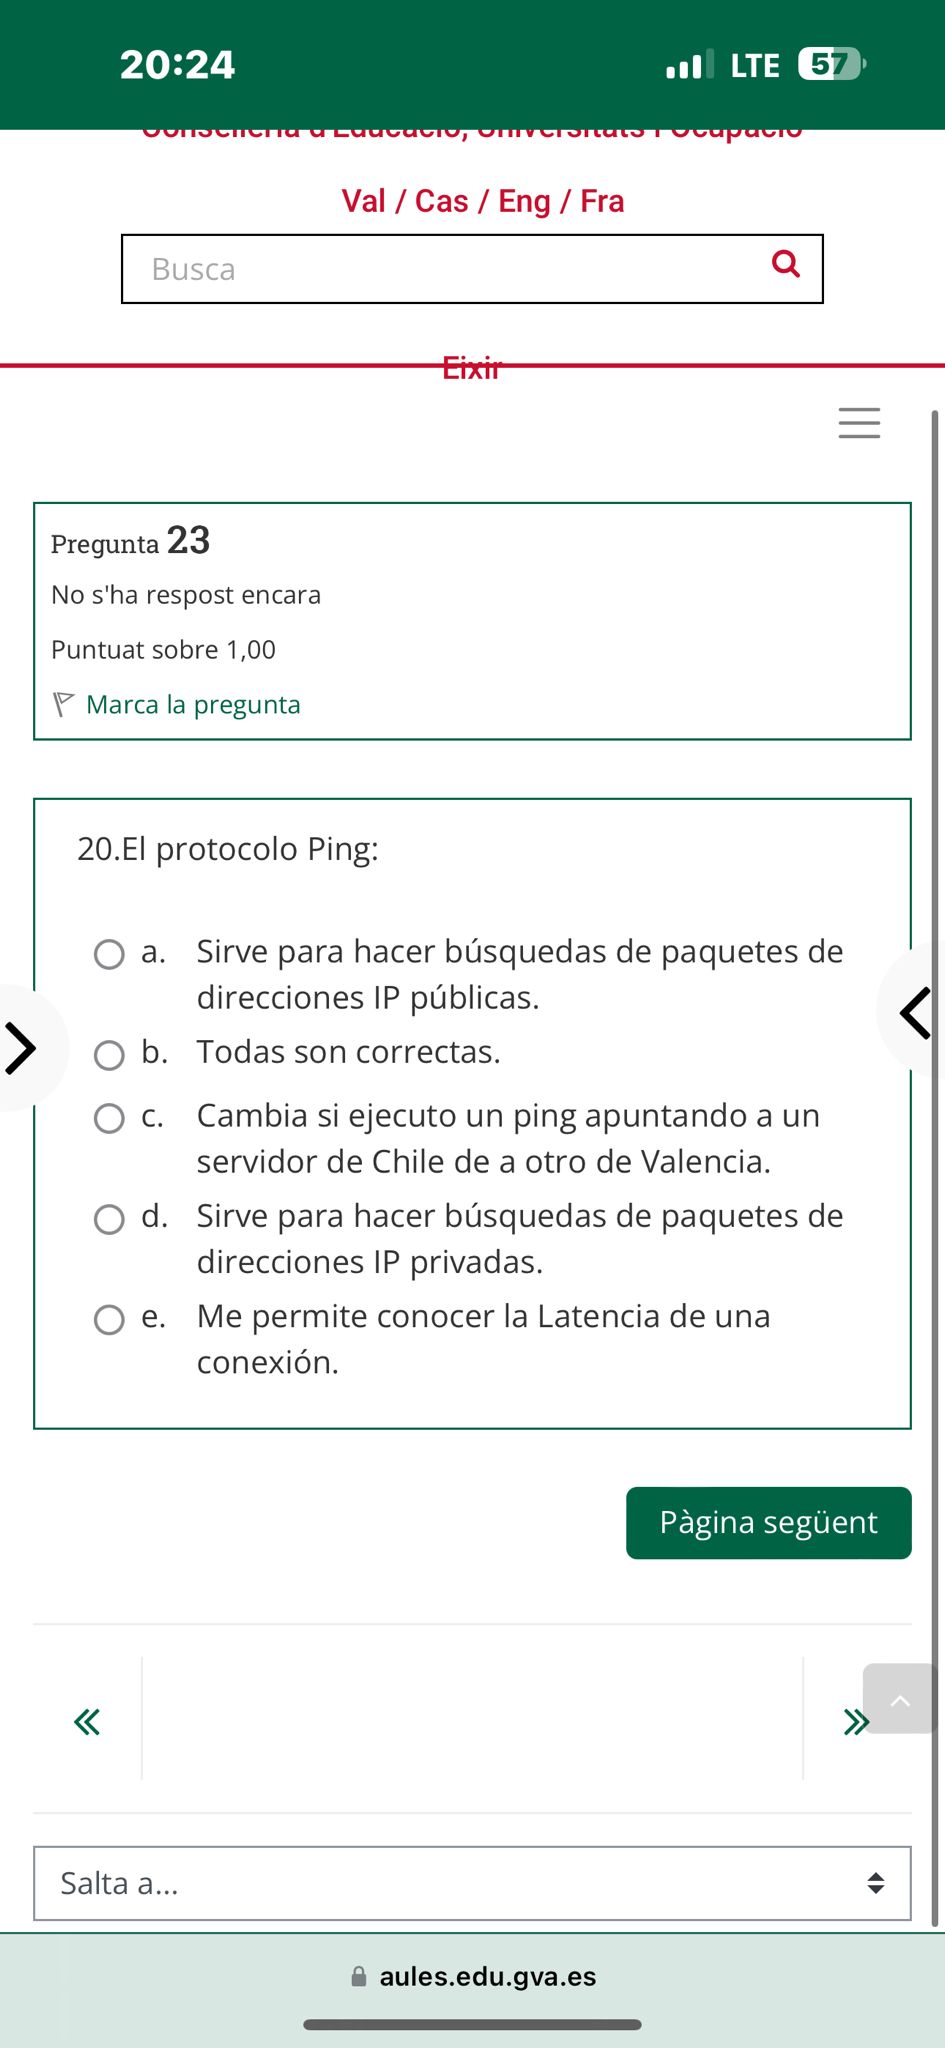 20:24
LTE
57
Conselleria d'Educació, Universitats i Ocupació
Val / Cas / Eng / Fra
Busca
Eixir
Pregunta 23
No s'ha respost encara
Puntuat sobre 1,00
Marca la pregunta
20.El protocolo Ping:
a. Sirve para hacer búsquedas de paquetes de
direcciones IP públicas.
b. Todas son correctas.
c. Cambia si ejecuto un ping apuntando a un
servidor de Chile de a otro de Valencia.
d. Sirve para hacer búsquedas de paquetes de
direcciones IP privadas.
e. Me permite conocer la Latencia de una
conexión.
Pàgina següent
Salta a...
aules.edu.gva.es